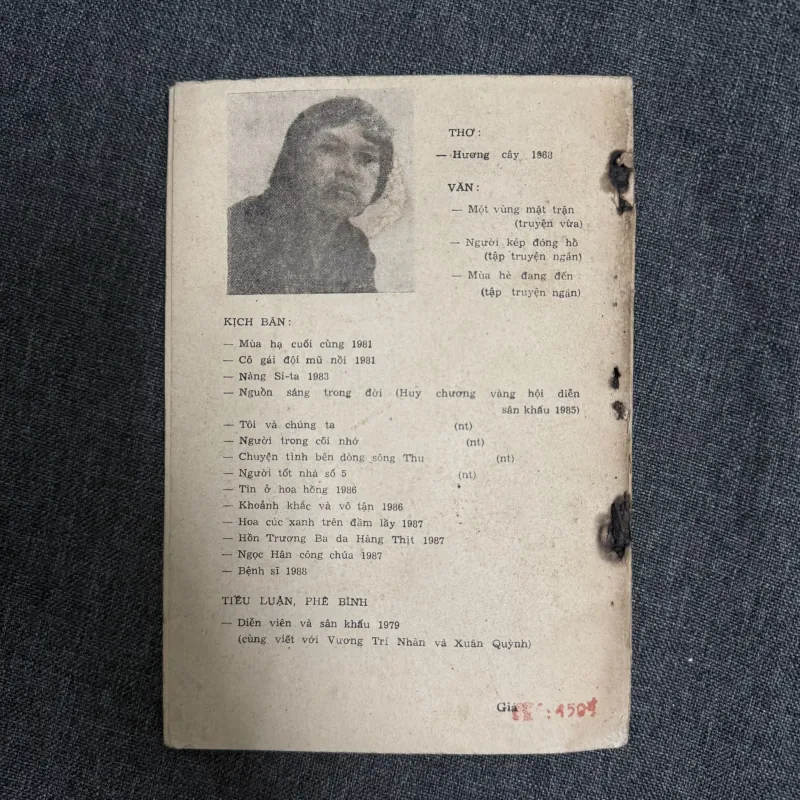 THƠ:
— Hương cây 1963
VĂN:
— Một vùng mặt trận
(truyện vừa)
— Người kép đóng hổ
(tập truyện ngắn)
— Mùa hè đang đến
(tập truyện ngắn)
KỊCH BẢN:
— Mùa hạ cuối cùng 1981
— Cô gái đội mũ nồi 1981
— Nàng Si-ta 1983
— Nguồn sáng trong đời (Huy chương vàng hội diễn
sân khấu 1985)
— Tôi và chúng ta (nt)
— Người trong cõi nhớ (nt)
— Chuyện tình bên dòng sông Thu (nt)
— Người tốt nhà số 5 (nt)
— Tin ở hoa hồng 1986
— Khoảnh khắc và vô tận 1986
— Hoa cúc xanh trên đầm lầy 1987
— Hồn Trương Ba da Hàng Thịt 1987
— Ngọc Hân công chúa 1987
— Bệnh sĩ 1988
TIỂU LUẬN, PHÊ BÌNH
— Diễn viên và sân khấu 1979
(cùng viết với Vương Trí Nhàn và Xuân Quỳnh)
Giá